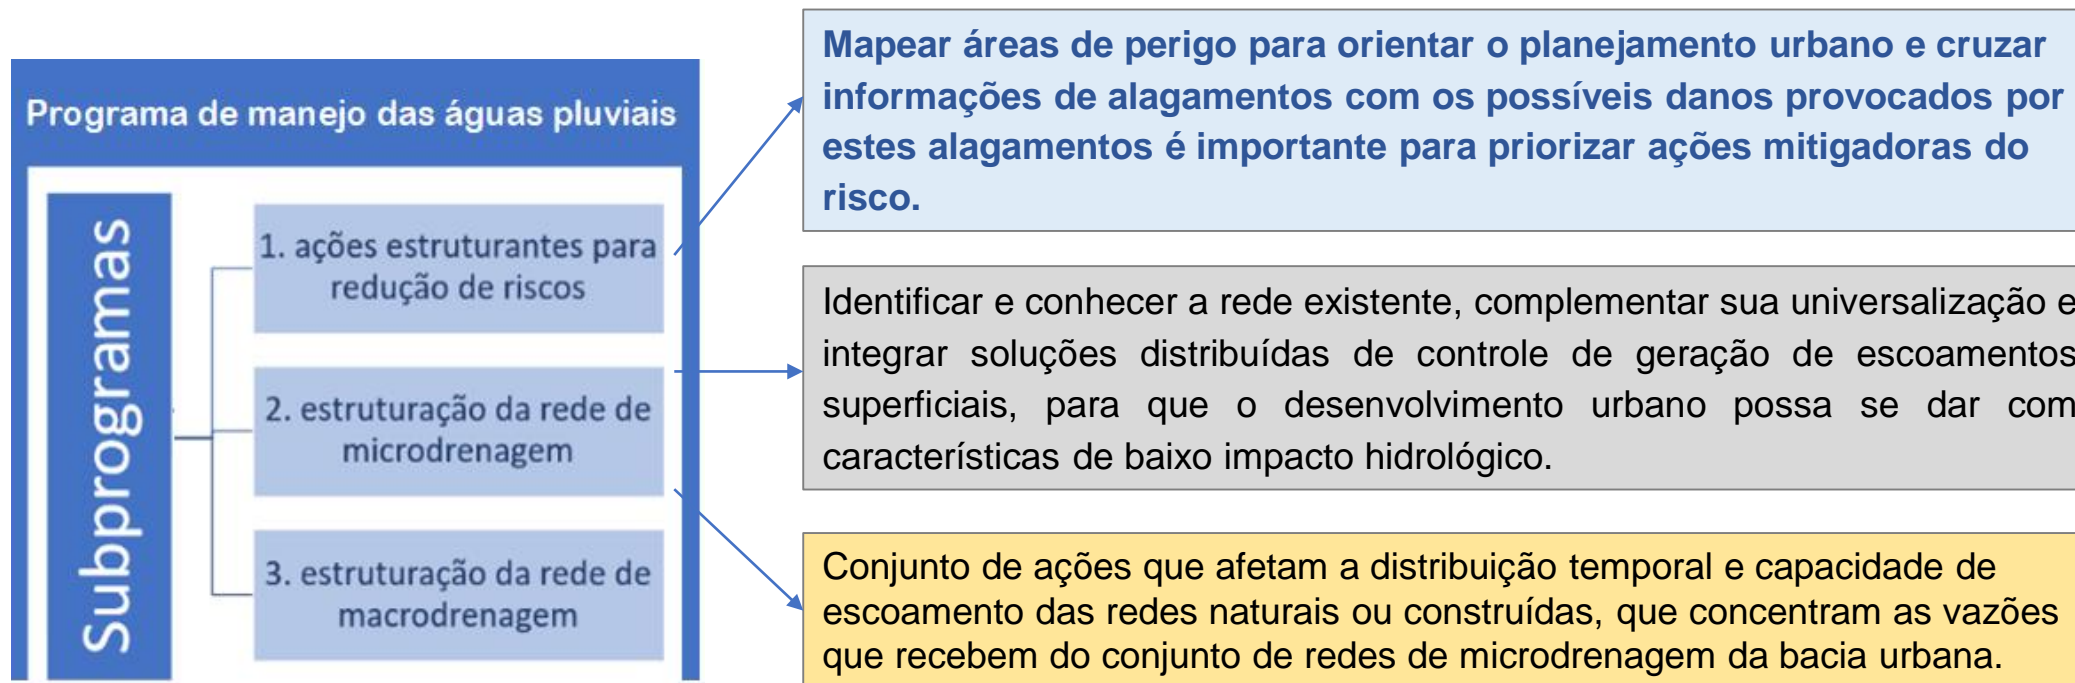 Programa de manejo das águas pluviais
Subprogramas
1. ações estruturantes para
redução de riscos
2. estruturação da rede de
microdrenagem
3. estruturação da rede de
macrodrenagem
Mapear áreas de perigo para orientar o planejamento urbano e cruzar
informações de alagamentos com os possíveis danos provocados por
estes alagamentos é importante para priorizar ações mitigadoras do
risco.
Identificar e conhecer a rede existente, complementar sua universalização e
integrar soluções distribuídas de controle de geração de escoamentos
superficiais, para que o desenvolvimento urbano possa se dar com
características de baixo impacto hidrológico.
Conjunto de ações que afetam a distribuição temporal e capacidade de
escoamento das redes naturais ou construídas, que concentram as vazões
que recebem do conjunto de redes de microdrenagem da bacia urbana.